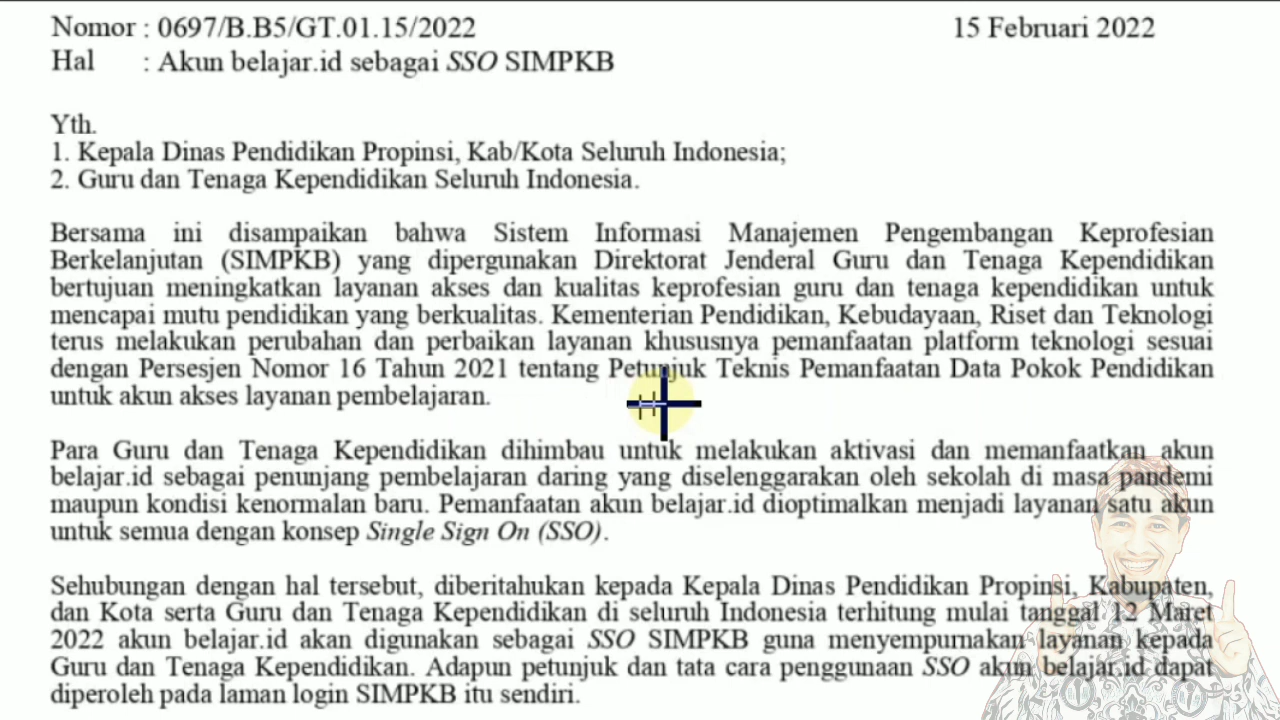 Nomor : 0697/B.B5/GT.01.15/2022 15 Februari 2022
Hal : Akun belajar.id sebagai SSO SIMPKB
Yth.
1. Kepala Dinas Pendidikan Propinsi, Kab/Kota Seluruh Indonesia;
2. Guru dan Tenaga Kependidikan Seluruh Indonesia.
Bersama ini disampaikan bahwa Sistem Informasi Manajemen Pengembangan Keprofesian
Berkelanjutan (SIMPKB) yang dipergunakan Direktorat Jenderal Guru dan Tenaga Kependidikan
bertujuan meningkatkan layanan akses dan kualitas keprofesian guru dan tenaga kependidikan untuk
mencapai mutu pendidikan yang berkualitas. Kementerian Pendidikan, Kebudayaan, Riset dan Teknologi
terus melakukan perubahan dan perbaikan layanan khususnya pemanfaatan platform teknologi sesuai
dengan Persesjen Nomor 16 Tahun 2021 tentang Petunjuk Teknis Pemanfaatan Data Pokok Pendidikan
untuk akun akses layanan pembelajaran.
Para Guru dan Tenaga Kependidikan dihimbau untuk melakukan aktivasi dan memanfaatkan akun
belajar.id sebagai penunjang pembelajaran daring yang diselenggarakan oleh sekolah di masa pandemi
maupun kondisi kenormalan baru. Pemanfaatan akun belajar.id dioptimalkan menjadi layanan satu akun
untuk semua dengan konsep Single Sign On (SSO).
Sehubungan dengan hal tersebut, diberitahukan kepada Kepala Dinas Pendidikan Propinsi, Kabupaten,
dan Kota serta Guru dan Tenaga Kependidikan di seluruh Indonesia terhitung mulai tanggal 12 Maret
2022 akun belajar.id akan digunakan sebagai SSO SIMPKB guna menyempurnakan layanan kepada
Guru dan Tenaga Kependidikan. Adapun petunjuk dan tata cara penggunaan SSO akun belajar.id dapat
diperoleh pada laman login SIMPKB itu sendiri.